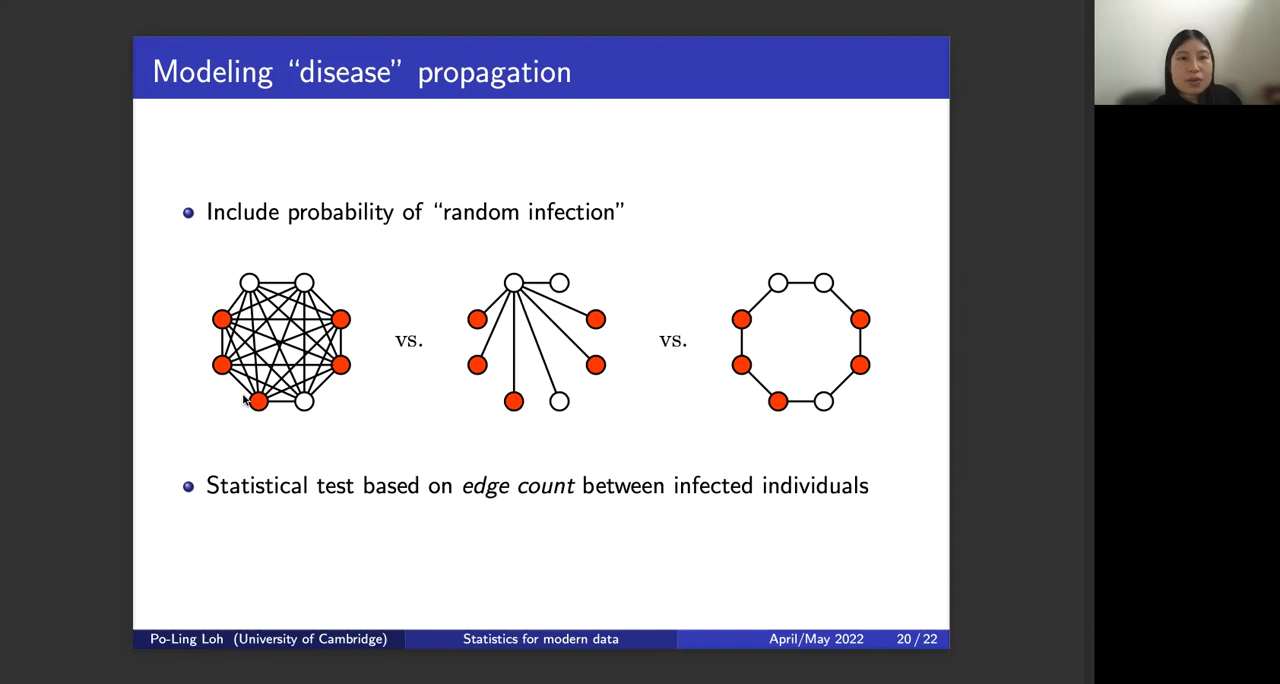 Modeling “disease” propagation
Include probability of “random infection”
vs. vs.
Statistical test based on edge count between infected individuals
Po-Ling Loh (University of Cambridge) Statistics for modern data April/May 2022 20 / 22